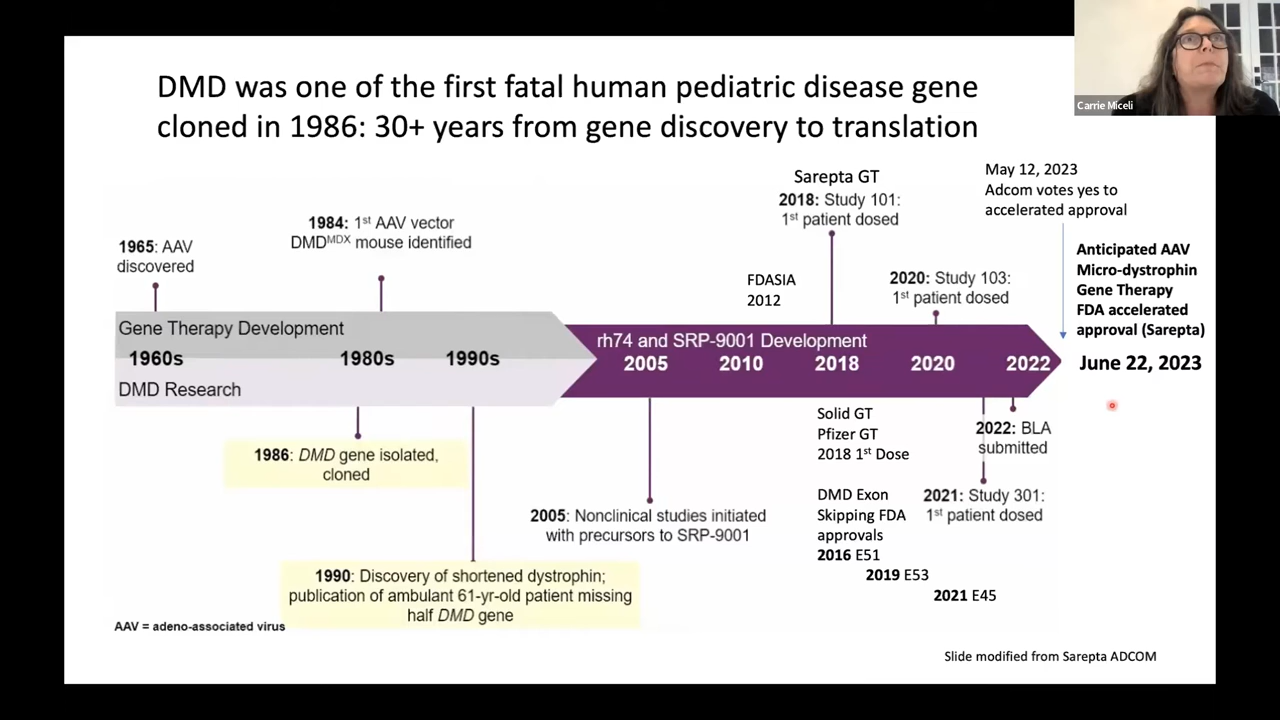 DMD was one of the first fatal human pediatric disease gene
cloned in 1986: 30+ years from gene discovery to translation
Carrie Miceli
1965: AAV
discovered
1984: 1st AAV vector
DMDMDX mouse identified
Sarepta GT
2018: Study 101:
1st patient dosed
FDASIA
2012
2020: Study 103:
1st patient dosed
May 12, 2023
Adcom votes yes to
accelerated approval
Anticipated AAV
Micro-dystrophin
Gene Therapy
FDA accelerated
approval (Sarepta)
June 22, 2023
Gene Therapy Development
1960s 1980s 1990s
DMD Research
rh74 and SRP-9001 Development
2005 2010 2018 2020 2022
1986: DMD gene isolated,
cloned
1990: Discovery of shortened dystrophin;
publication of ambulant 61-yr-old patient missing
half DMD gene
2005: Nonclinical studies initiated
with precursors to SRP-9001
Solid GT
Pfizer GT
2018 1st Dose
DMD Exon
Skipping FDA
approvals
2016 E51
2019 E53
2021 E45
2022: BLA
submitted
2021: Study 301:
1st patient dosed
AAV = adeno-associated virus
Slide modified from Sarepta ADCOM